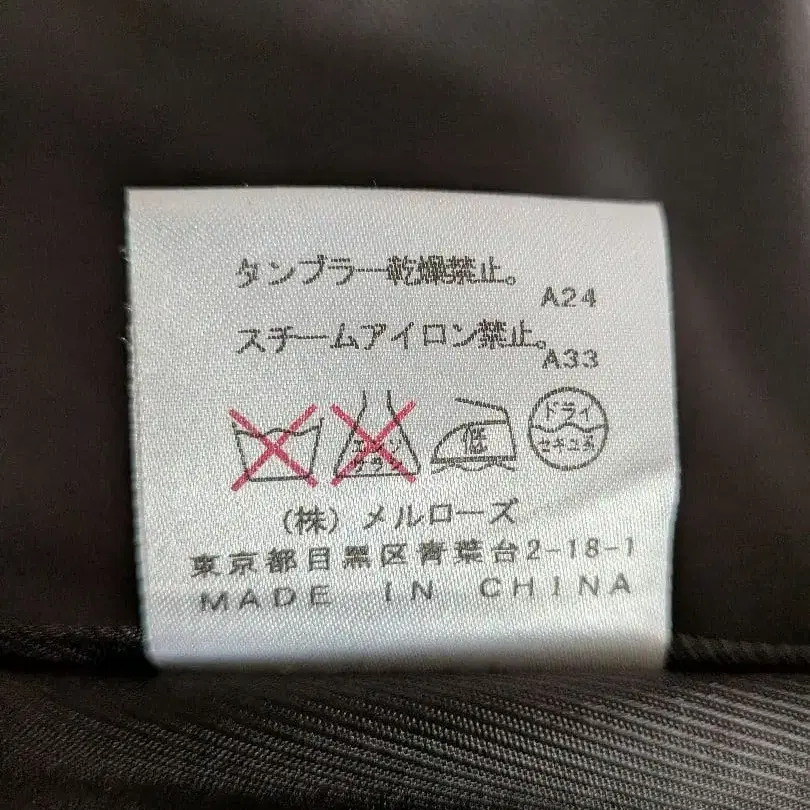 タンブラー乾燥禁止。
A24
スチームアイロン禁止。
A33
エンソ
サラシ
低
ドライ
セキユ系
(株) メルローズ
東京都目黒区青葉台2-18-1
MADE IN CHINA